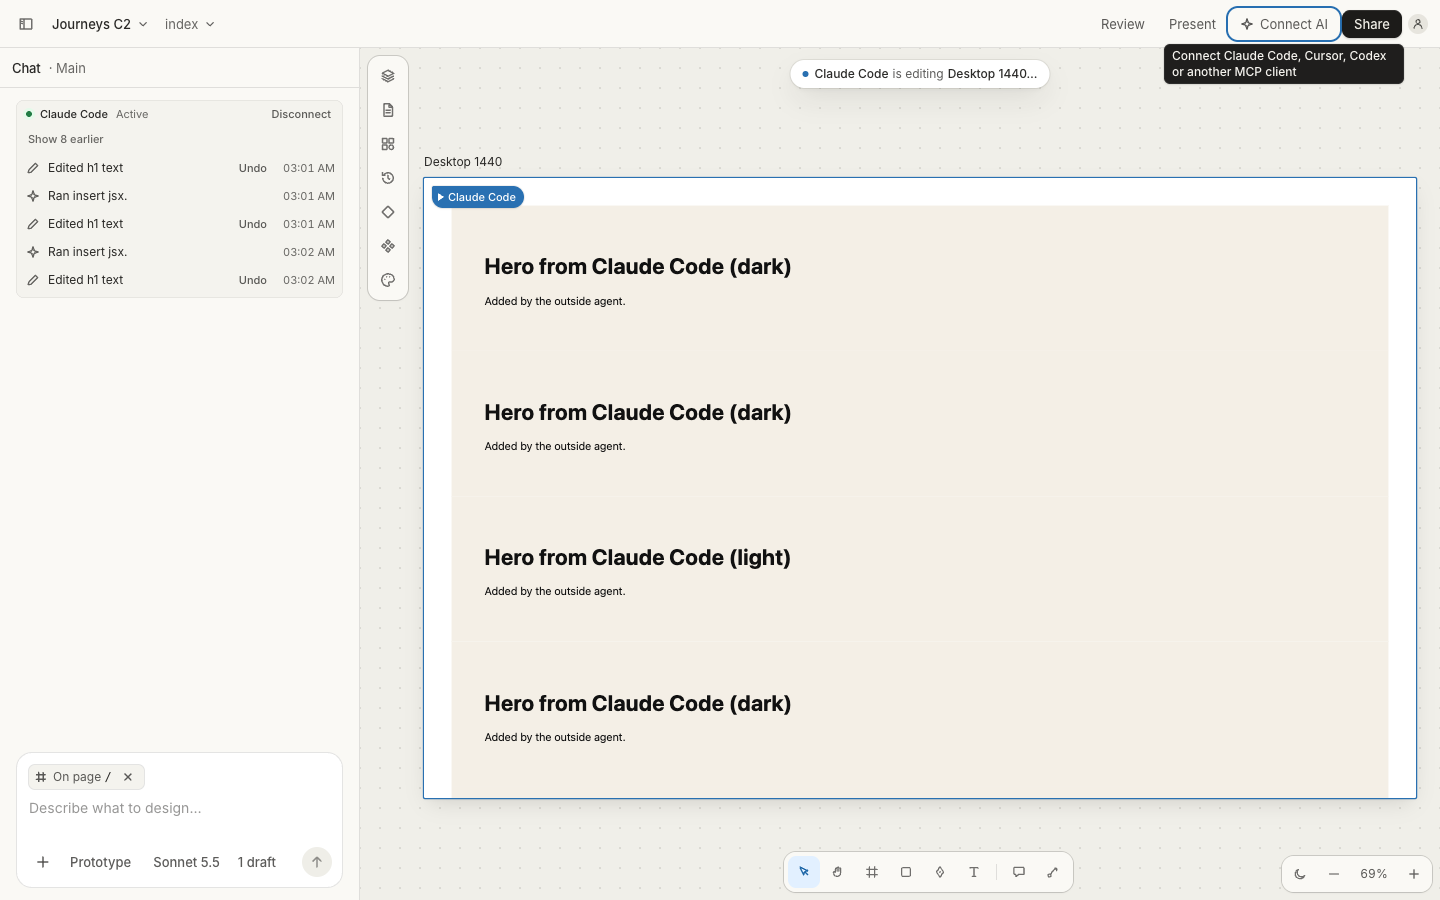 Journeys C2
index
Review
Present
Connect AI
Share
Connect Claude Code, Cursor, Codex
or another MCP client
Chat · Main
Claude Code Active Disconnect
Show 8 earlier
Edited h1 text Undo 03:01 AM
Ran insert jsx. 03:01 AM
Edited h1 text Undo 03:01 AM
Ran insert jsx. 03:02 AM
Edited h1 text Undo 03:02 AM
Claude Code is editing Desktop 1440...
Desktop 1440
Claude Code
Hero from Claude Code (dark)
Added by the outside agent.
Hero from Claude Code (dark)
Added by the outside agent.
Hero from Claude Code (light)
Added by the outside agent.
Hero from Claude Code (dark)
Added by the outside agent.
On page /
Describe what to design...
Prototype Sonnet 5.5 1 draft
69%